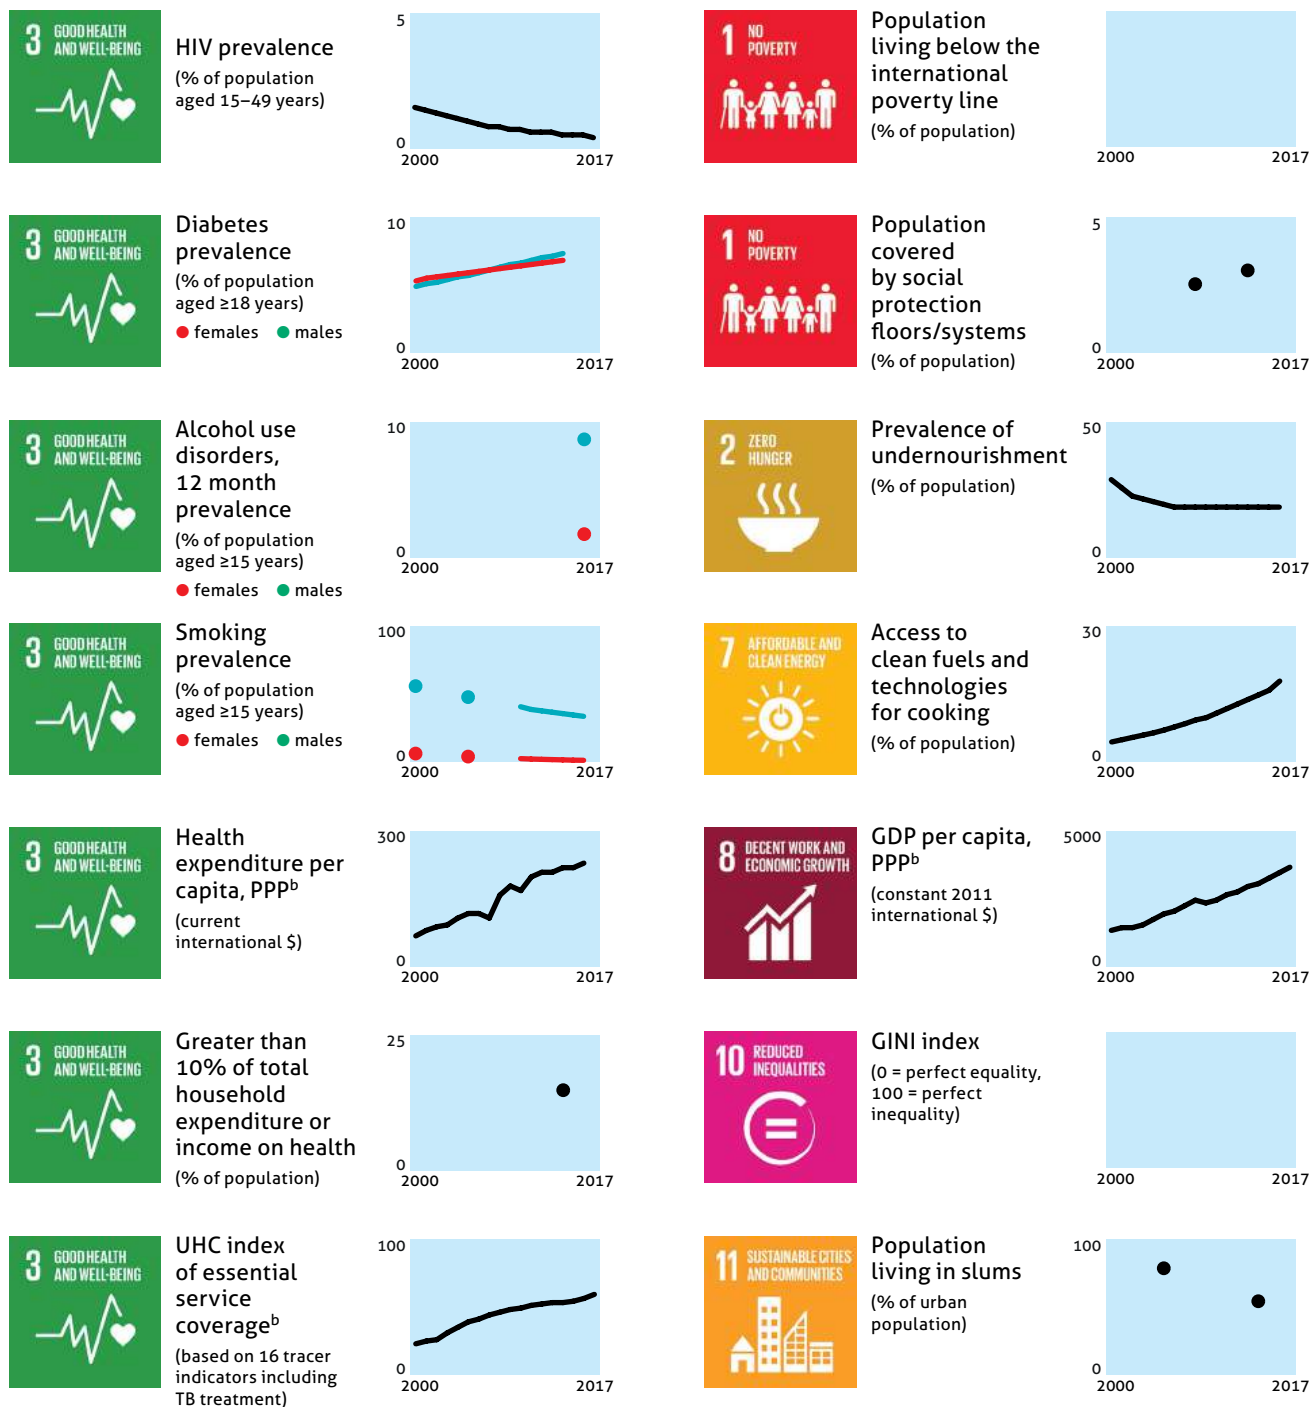 3 GOOD HEALTH
AND WELL-BEING
HIV prevalence
(% of population
aged 15–49 years)
5
0
2000 2017
3 GOOD HEALTH
AND WELL-BEING
Diabetes
prevalence
(% of population
aged ≥18 years)
females males
10
0
2000 2017
3 GOOD HEALTH
AND WELL-BEING
Alcohol use
disorders,
12 month
prevalence
(% of population
aged ≥15 years)
females males
10
0
2000 2017
3 GOOD HEALTH
AND WELL-BEING
Smoking
prevalence
(% of population
aged ≥15 years)
females males
100
0
2000 2017
3 GOOD HEALTH
AND WELL-BEING
Health
expenditure per
capita, PPPᵇ
(current
international $)
300
0
2000 2017
3 GOOD HEALTH
AND WELL-BEING
Greater than
10% of total
household
expenditure or
income on health
(% of population)
25
0
2000 2017
3 GOOD HEALTH
AND WELL-BEING
UHC index
of essential
service
coverageᵇ
(based on 16 tracer
indicators including
TB treatment)
100
0
2000 2017
1 NO
POVERTY
Population
living below the
international
poverty line
(% of population)
2000 2017
1 NO
POVERTY
Population
covered
by social
protection
floors/systems
(% of population)
5
0
2000 2017
2 ZERO
HUNGER
Prevalence of
undernourishment
(% of population)
50
0
2000 2017
7 AFFORDABLE AND
CLEAN ENERGY
Access to
clean fuels and
technologies
for cooking
(% of population)
30
0
2000 2017
8 DECENT WORK AND
ECONOMIC GROWTH
GDP per capita,
PPPᵇ
(constant 2011
international $)
5000
0
2000 2017
10 REDUCED
INEQUALITIES
GINI index
(0 = perfect equality,
100 = perfect
inequality)
2000 2017
11 SUSTAINABLE CITIES
AND COMMUNITIES
Population
living in slums
(% of urban
population)
100
0
2000 2017